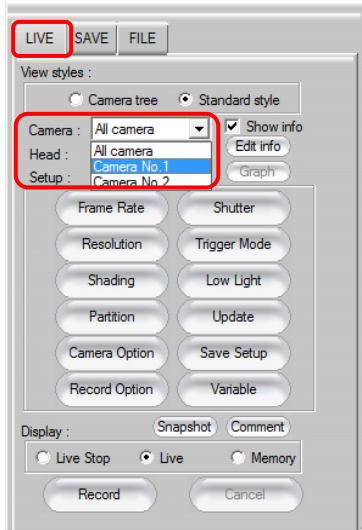 LIVE SAVE FILE
View styles :
Camera tree Standard style
Camera : All camera Show info
Head : All camera Edit info
Camera No.1
Setup : Camera No.2 Graph
Frame Rate Shutter
Resolution Trigger Mode
Shading Low Light
Partition Update
Camera Option Save Setup
Record Option Variable
Display : Snapshot Comment
Live Stop Live Memory
Record Cancel